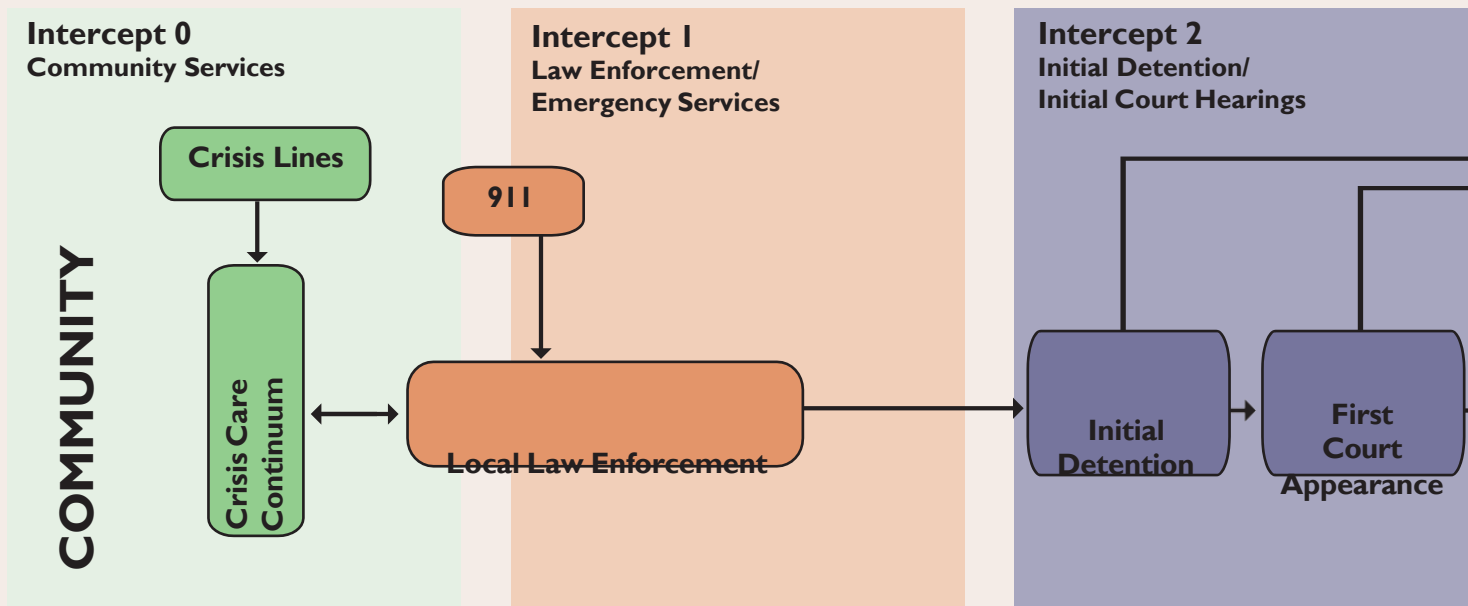 Intercept 0
Community Services
Crisis Lines
COMMUNITY
Crisis Care
Continuum
Intercept 1
Law Enforcement/
Emergency Services
911
Local Law Enforcement
Intercept 2
Initial Detention/
Initial Court Hearings
Initial
Detention
First
Court
Appearance